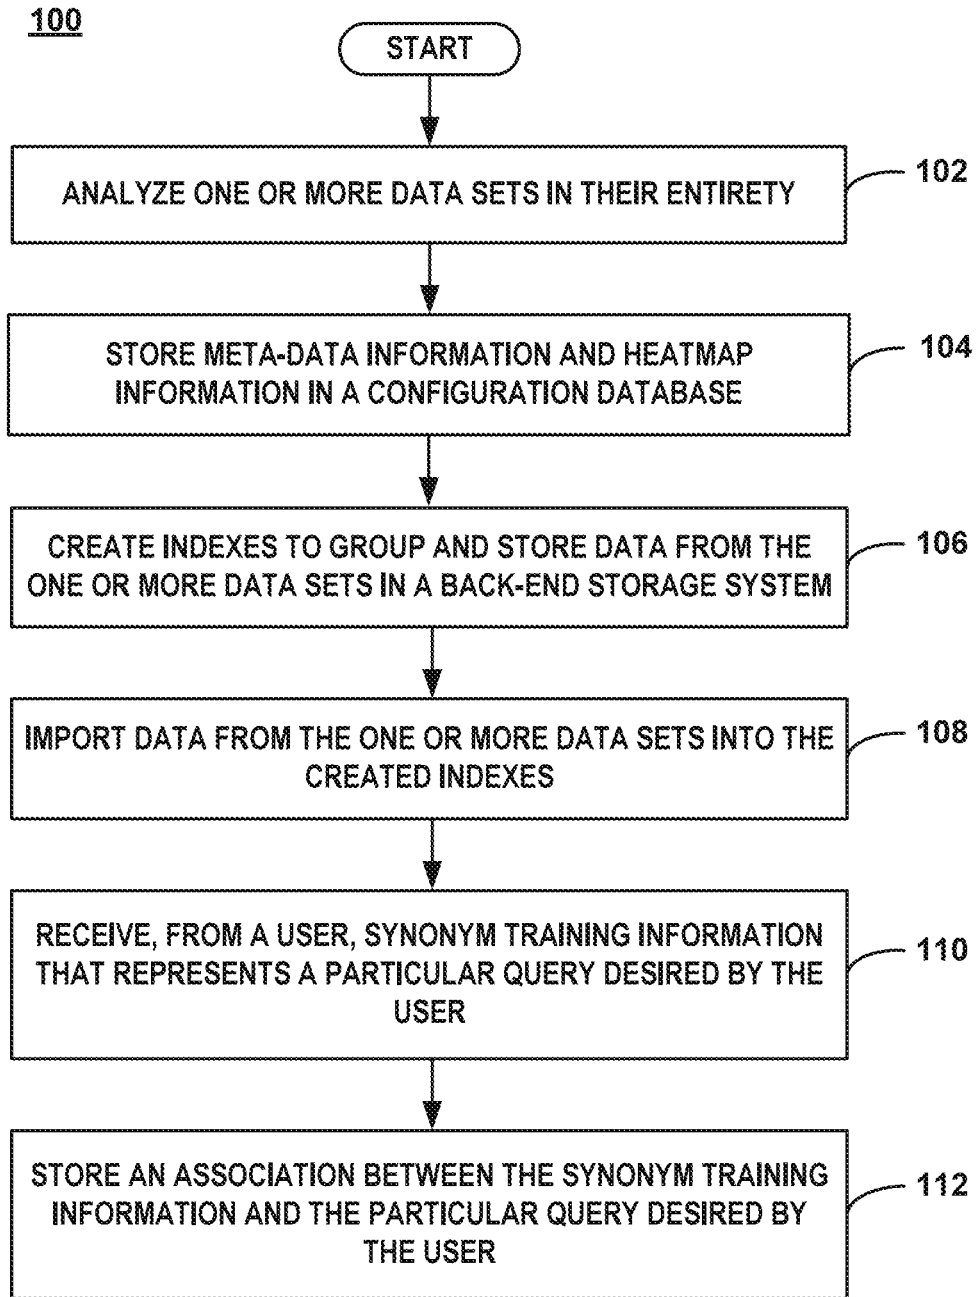 100
START
ANALYZE ONE OR MORE DATA SETS IN THEIR ENTIRETY
102
STORE META-DATA INFORMATION AND HEATMAP
INFORMATION IN A CONFIGURATION DATABASE
104
CREATE INDEXES TO GROUP AND STORE DATA FROM THE
ONE OR MORE DATA SETS IN A BACK-END STORAGE SYSTEM
106
IMPORT DATA FROM THE ONE OR MORE DATA SETS INTO THE
CREATED INDEXES
108
RECEIVE, FROM A USER, SYNONYM TRAINING INFORMATION
THAT REPRESENTS A PARTICULAR QUERY DESIRED BY THE
USER
110
STORE AN ASSOCIATION BETWEEN THE SYNONYM TRAINING
INFORMATION AND THE PARTICULAR QUERY DESIRED BY
THE USER
112